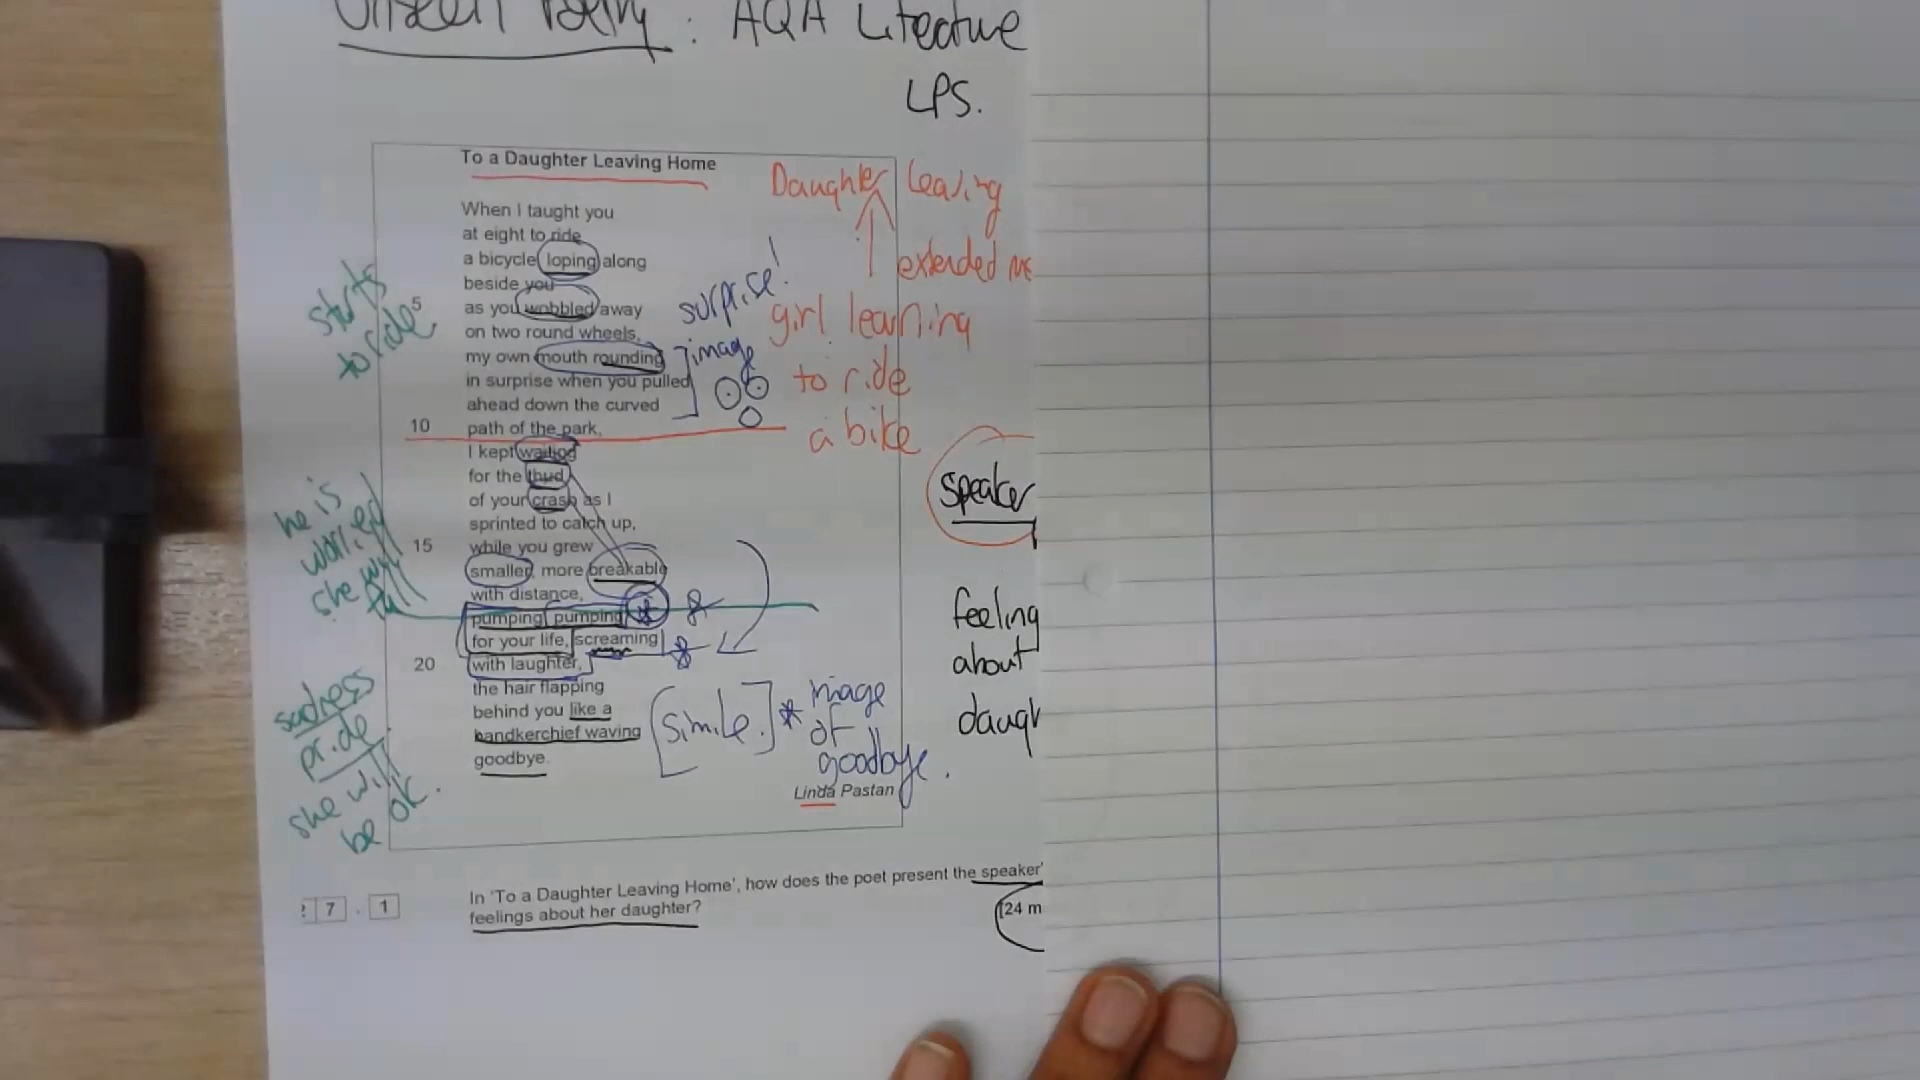 Unseen Poetry : AQA Literature
LPS.
To a Daughter Leaving Home
When I taught you
at eight to ride
a bicycle loping along
beside you
5 as you wobbled away
on two round wheels,
my own mouth rounding
in surprise when you pulled
ahead down the curved
10 path of the park,
I kept waiting
for the thud
of your crash as I
sprinted to catch up,
15 while you grew
smaller, more breakable
with distance,
pumping, pumping
for your life, screaming
20 with laughter,
the hair flapping
behind you like a
handkerchief waving
goodbye.
Linda Pastan
Daughter leaving
extended
girl learning
to ride
a bike
surprise!
image
starts
to ride
he is
worried
she will
fall
sadness
pride
she will
be ok.
[simile.] * image
of
goodbye.
speaker
feeling
about
daugh
7 . 1
In 'To a Daughter Leaving Home', how does the poet present the speaker'
feelings about her daughter?
[24 m